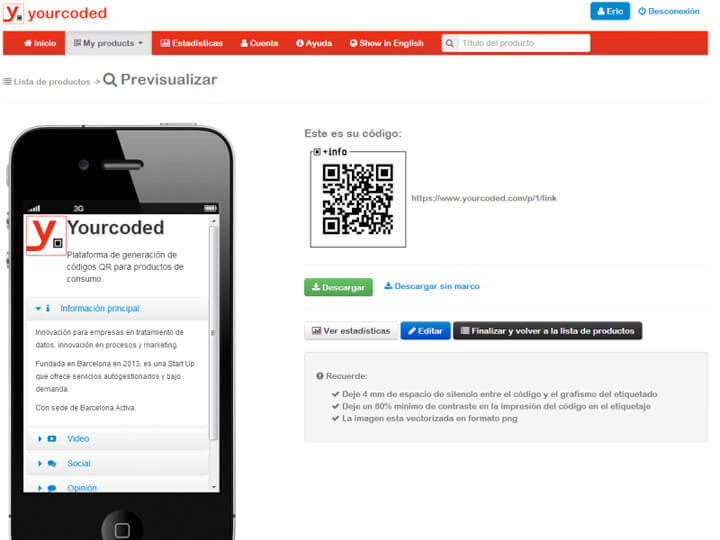 y. yourcoded
Eric
Desconexión
Inicio
My products
Estadísticas
Cuenta
Ayuda
Show in English
Título del producto
Lista de productos -> Previsualizar
3G
y.
Yourcoded
Plataforma de generación de
códigos QR para productos de
consumo.
Información principal
Innovación para empresas en tratamiento de
datos. innovación en procesos y marketing.
Fundada en Barcelona en 2013, es una Start Up
que ofrece servicios autogestionados y bajo
demanda.
Con sede de Barcelona Activa.
Video
Social
Opinión
Este es su código:
+info
https://www.yourcoded.com/p/1/link
Descargar
Descargar sin marco
Ver estadísticas
Editar
Finalizar y volver a la lista de productos
Recuerde:
Deje 4 mm de espacio de silencio entre el código y el grafismo del etiquetado
Deje un 80% mínimo de contraste en la impresión del código en el etiquetaje
La imagen esta vectorizada en formato png